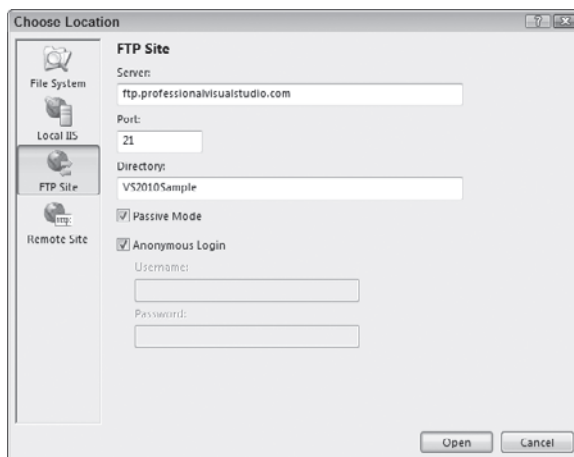 Choose Location
File System
Local IIS
FTP Site
Remote Site
FTP Site
Server:
ftp.professionalvisualstudio.com
Port:
21
Directory:
VS2010Sample
Passive Mode
Anonymous Login
Username:
Password:
Open
Cancel